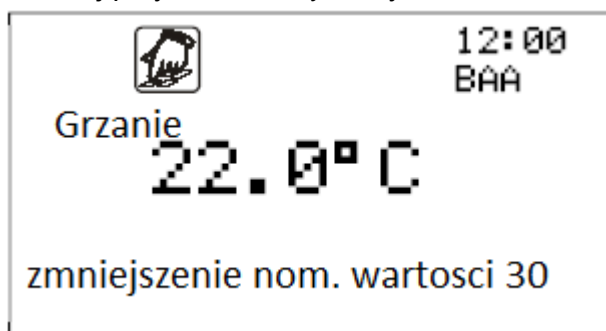 12:00
BAA
Grzanie
22.0°C
zmniejszenie nom. wartosci 30